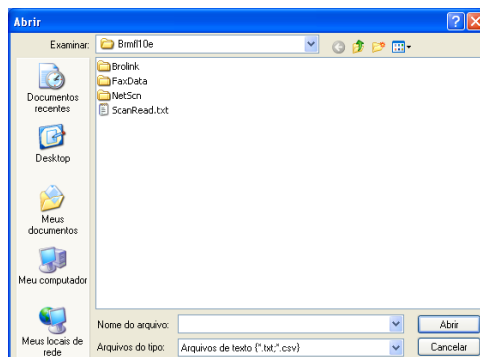 Abrir
Examinar:
Brmfl10e
Brolink
FaxData
NetScn
ScanRead.txt
Documentos
recentes
Desktop
Meus
documentos
Meu computador
Meus locais de
rede
Nome do arquivo:
Abrir
Arquivos do tipo:
Arquivos de texto {*.txt;*.csv}
Cancelar